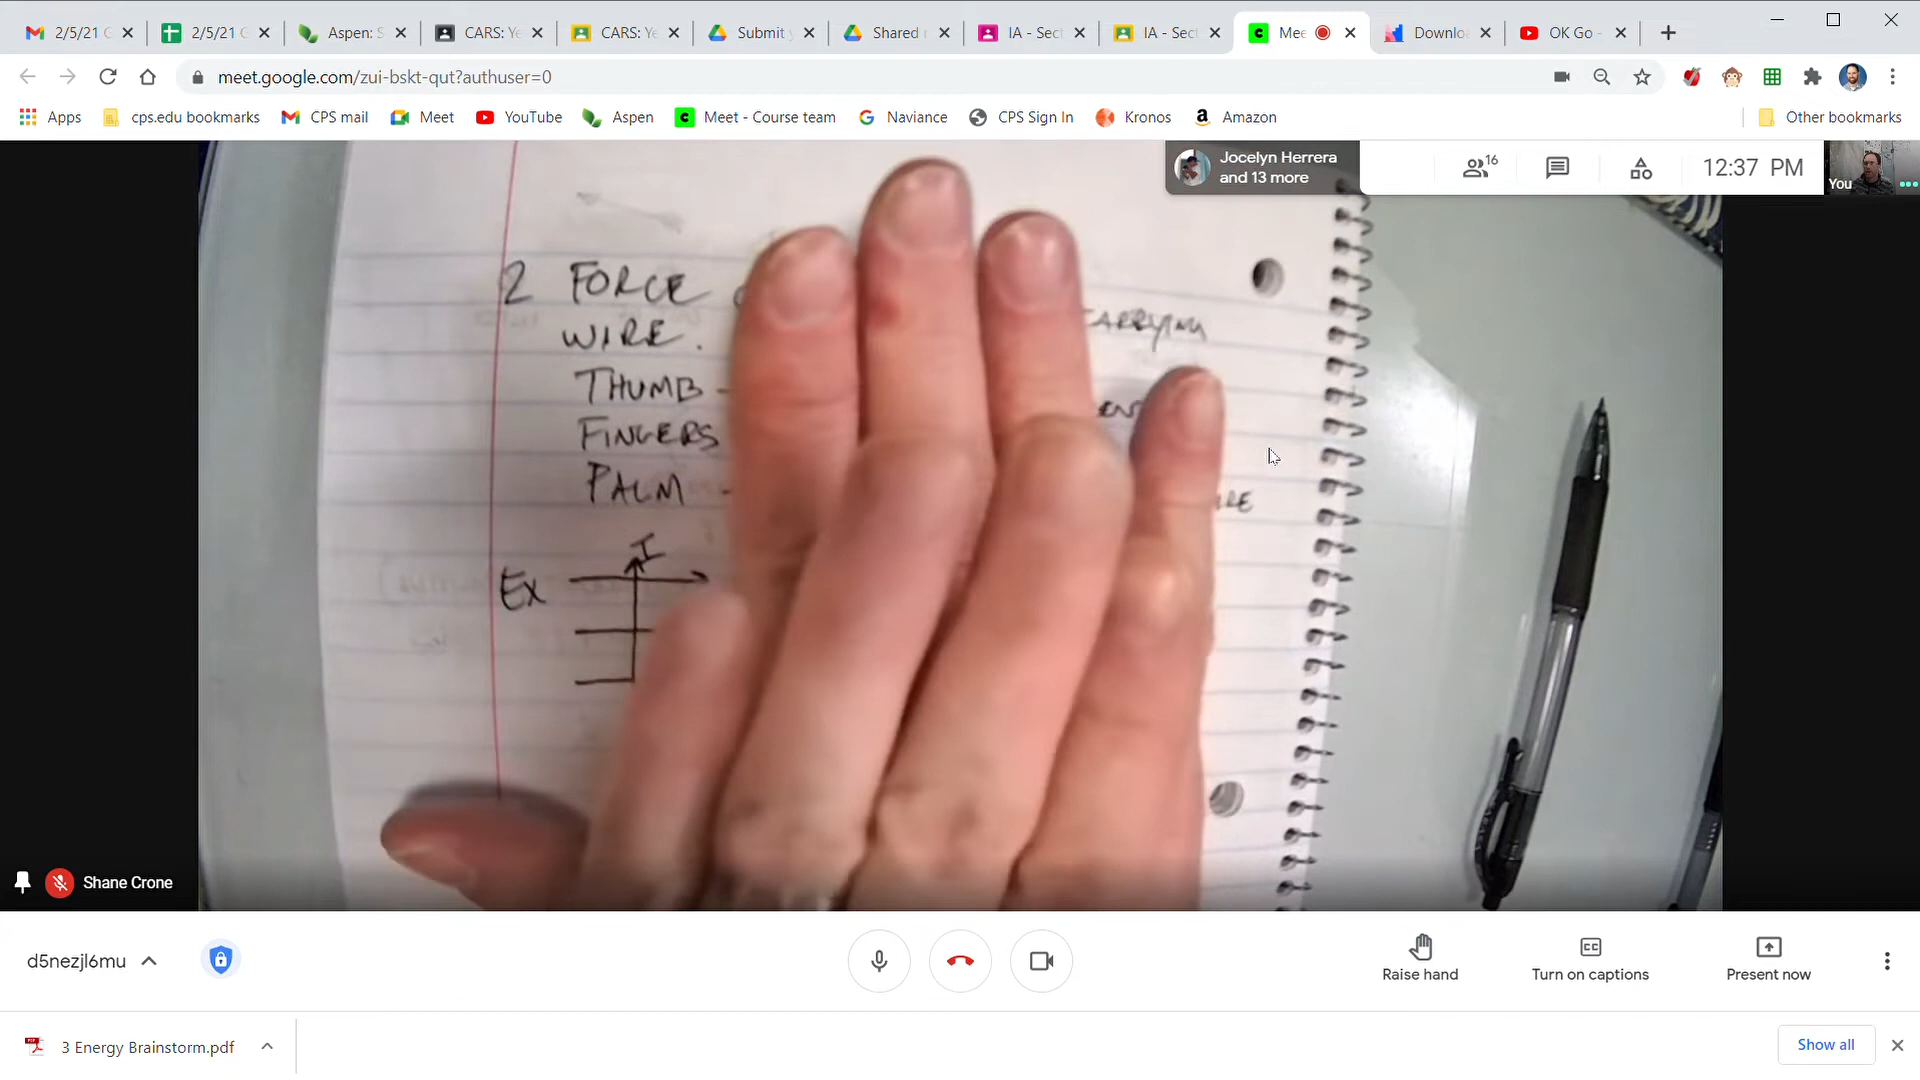 2/5/21
2/5/21
Aspen: S
CARS: Ye
CARS: Ye
Submit
Shared
IA - Sect
IA - Sect
Mee
Downlo
OK Go -
meet.google.com/zui-bskt-qut?authuser=0
Apps
cps.edu bookmarks
CPS mail
Meet
YouTube
Aspen
Meet - Course team
Naviance
CPS Sign In
Kronos
Amazon
Other bookmarks
Jocelyn Herrera
and 13 more
16
12:37 PM
You
2 FORCE
CARRYING
WIRE.
THUMB -
FINGERS
PALM -
I
Ex
Shane Crone
d5nezjl6mu
Raise hand
Turn on captions
Present now
3 Energy Brainstorm.pdf
Show all